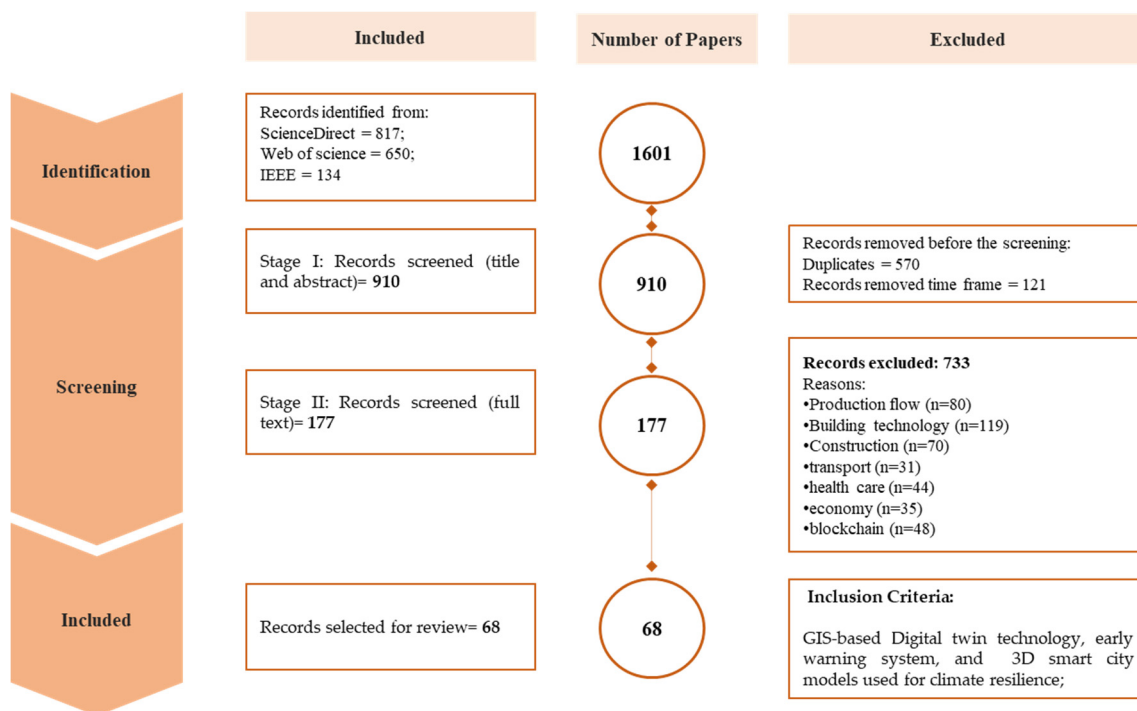 Included
Number of Papers
Excluded
Identification
Records identified from:
ScienceDirect = 817;
Web of science = 650;
IEEE = 134
1601
Screening
Stage I: Records screened (title
and abstract)= 910
910
Records removed before the screening:
Duplicates = 570
Records removed time frame = 121
Stage II: Records screened (full
text)= 177
177
Records excluded: 733
Reasons:
•Production flow (n=80)
•Building technology (n=119)
•Construction (n=70)
•transport (n=31)
•health care (n=44)
•economy (n=35)
•blockchain (n=48)
Included
Records selected for review= 68
68
Inclusion Criteria:
GIS-based Digital twin technology, early
warning system, and 3D smart city
models used for climate resilience;